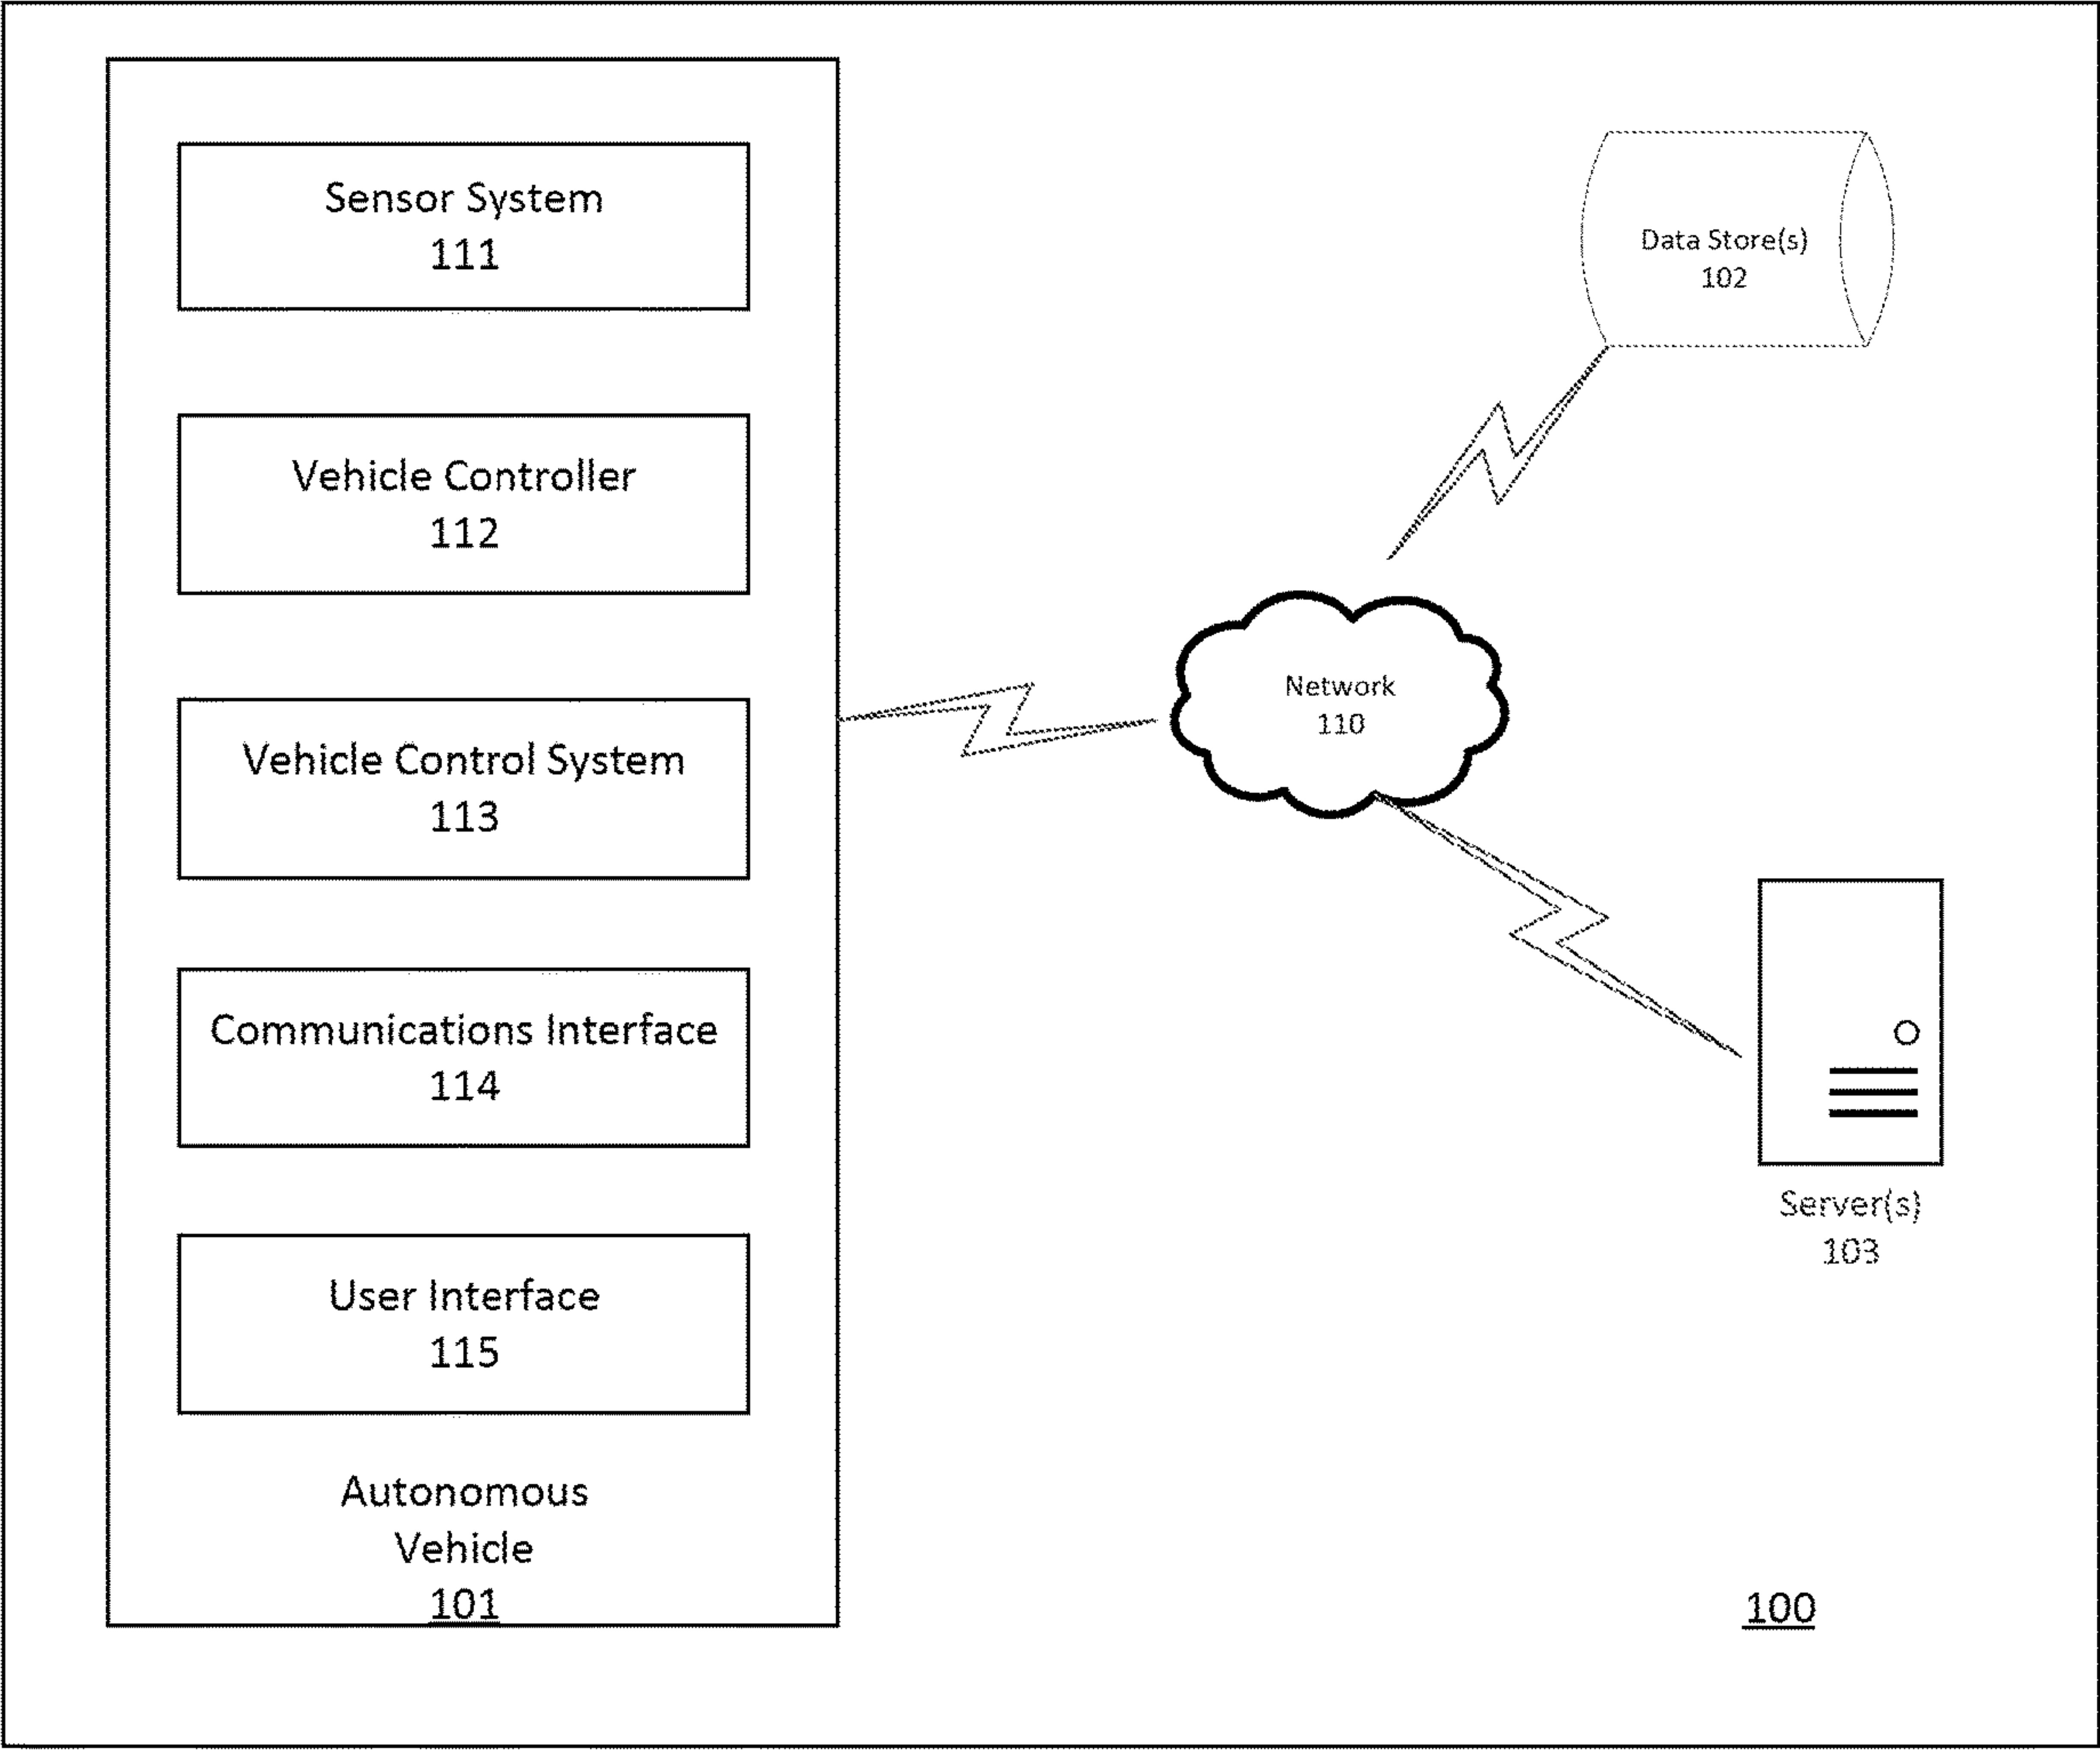 Sensor System
111
Vehicle Controller
112
Vehicle Control System
113
Communications Interface
114
User Interface
115
Autonomous
Vehicle
101
Data Store(s)
102
Network
110
Server(s)
103
100